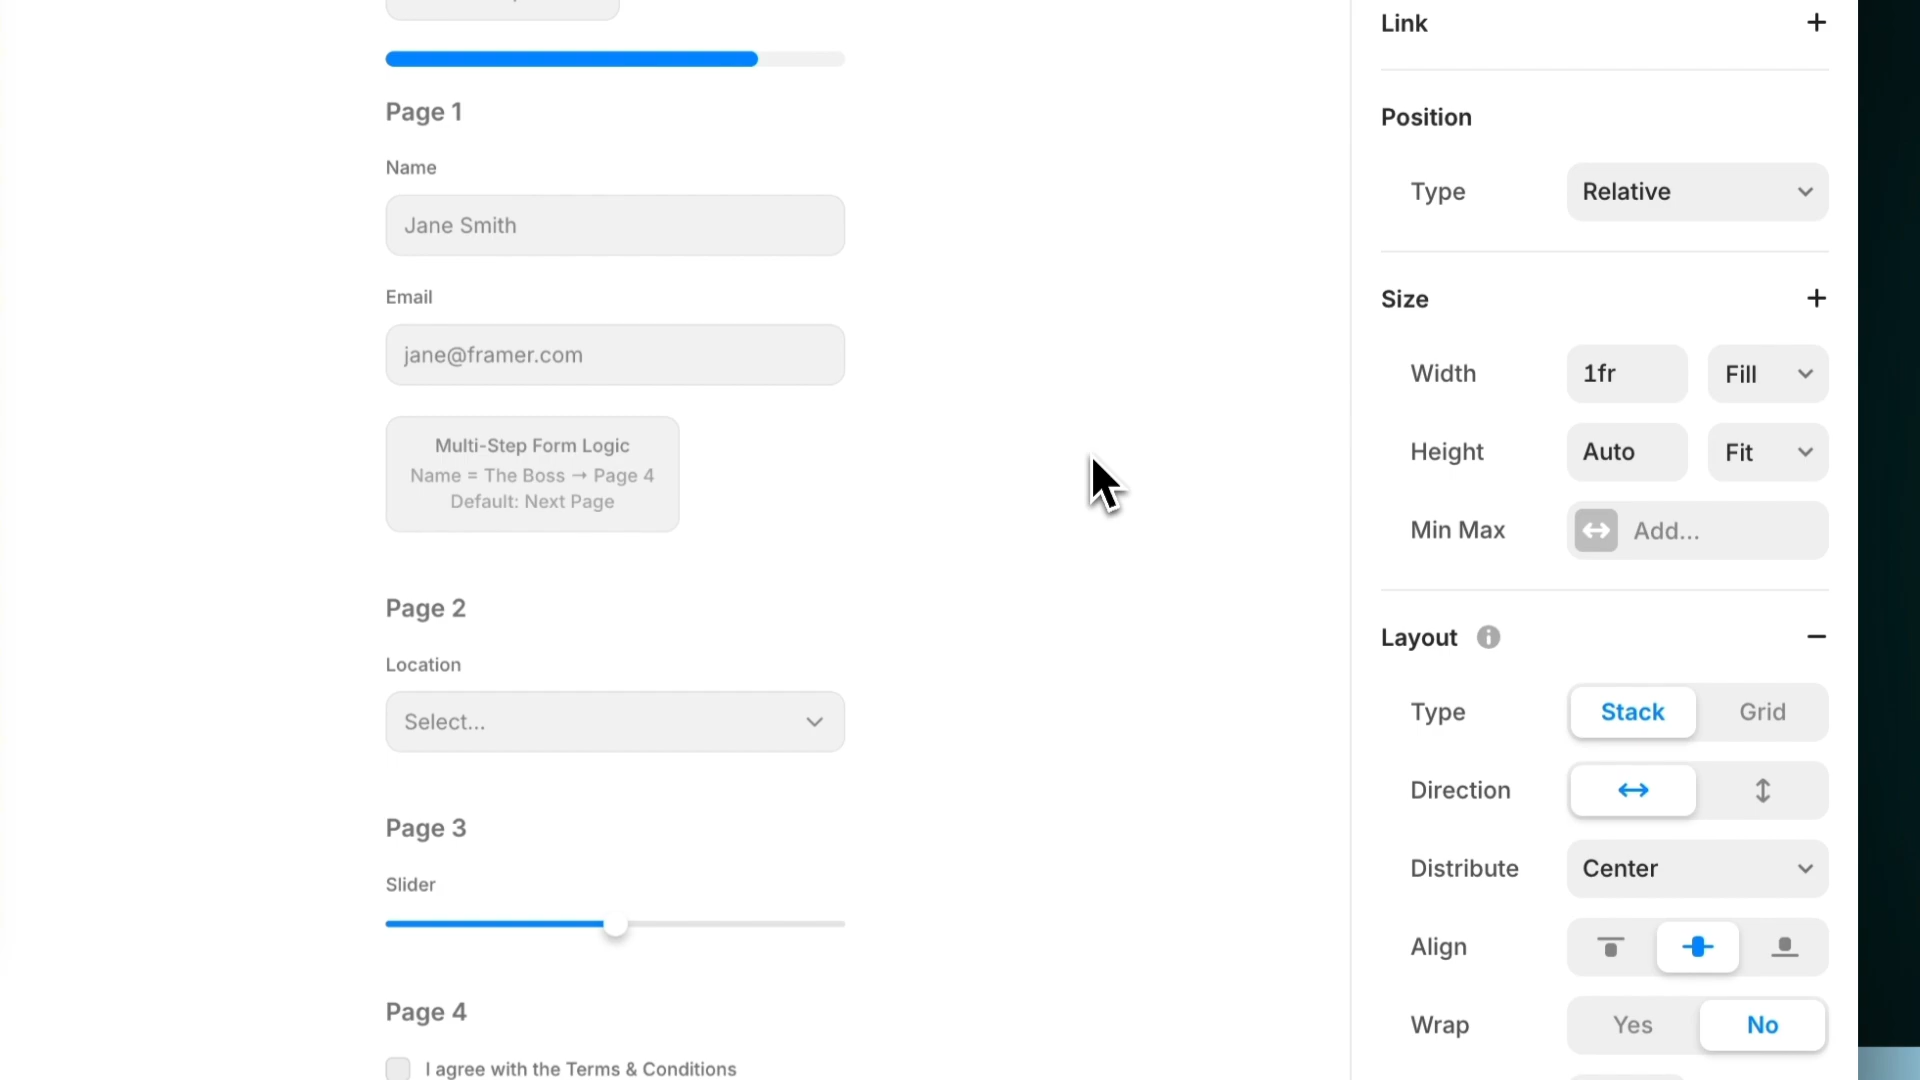 Page 1
Name
Jane Smith
Email
jane@framer.com
Multi-Step Form Logic
Name = The Boss → Page 4
Default: Next Page
Page 2
Location
Select...
Page 3
Slider
Page 4
I agree with the Terms & Conditions
Link
Position
Type Relative
Size
Width 1fr Fill
Height Auto Fit
Min Max Add...
Layout
Type Stack Grid
Direction
Distribute Center
Align
Wrap Yes No